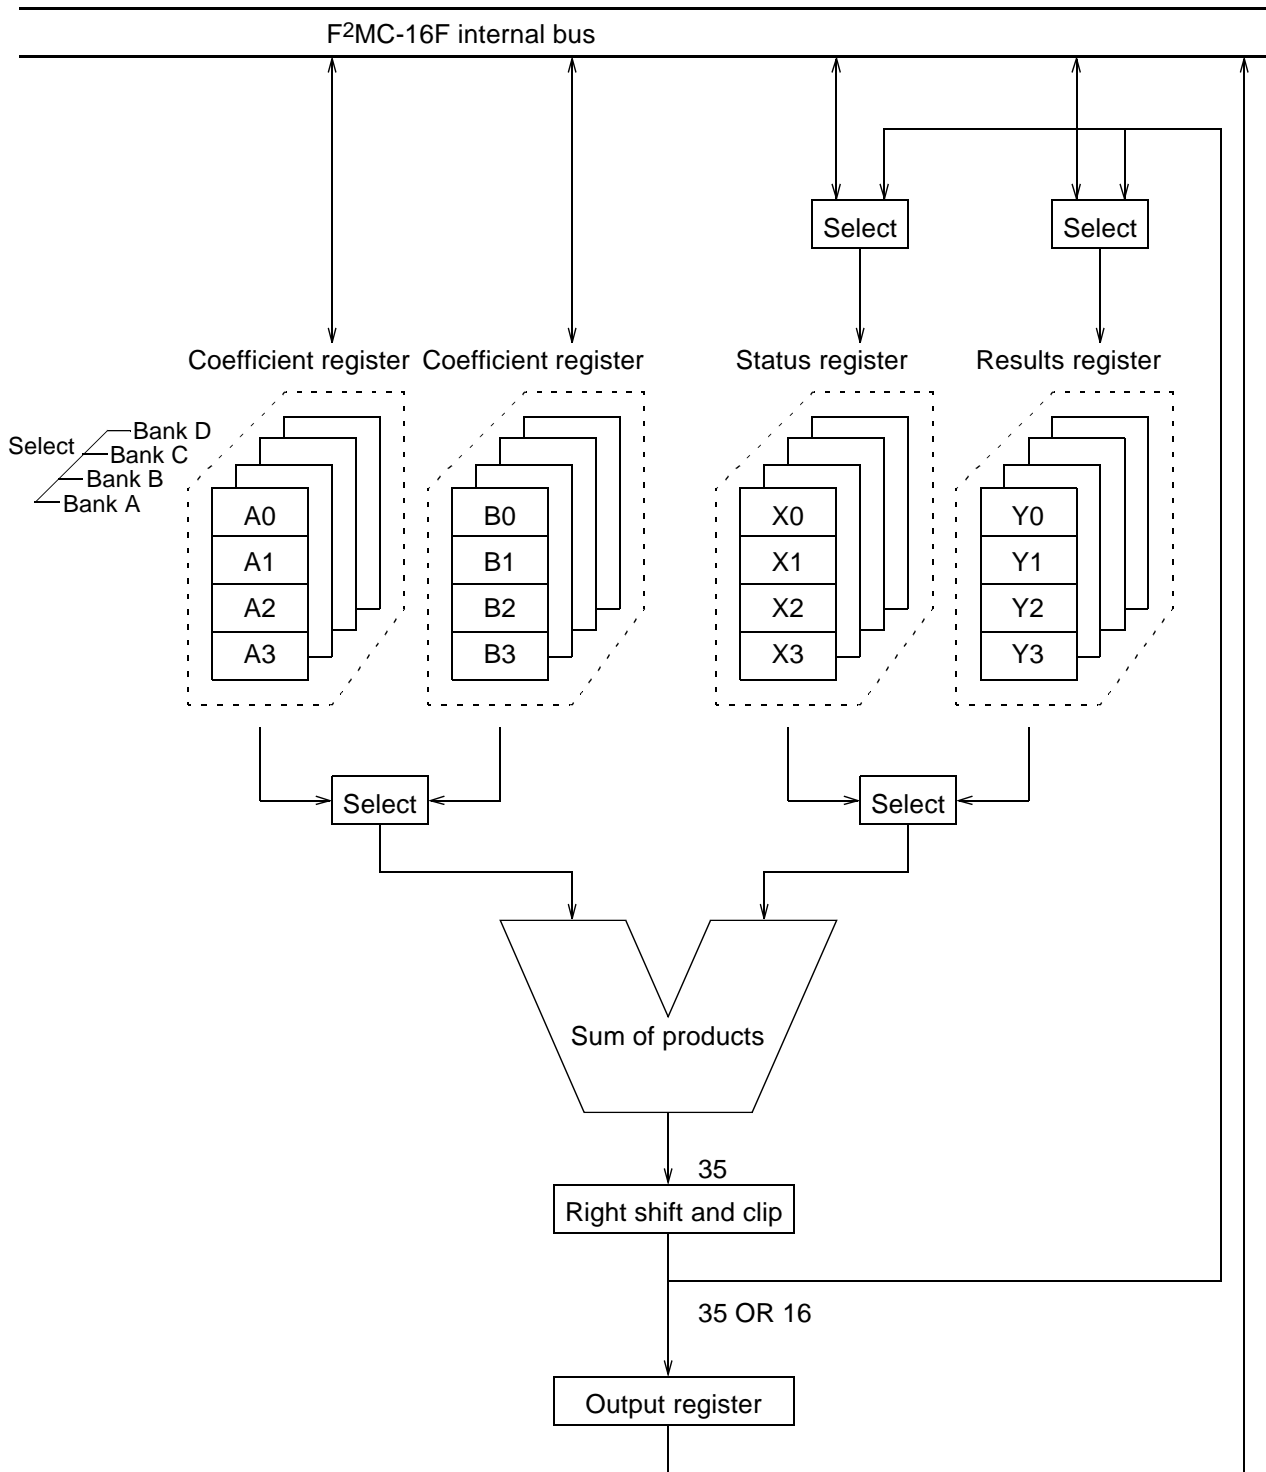 F²MC-16F internal bus
Select
Select
Coefficient register
Coefficient register
Status register
Results register
Select
Bank D
Bank C
Bank B
Bank A
A0
A1
A2
A3
B0
B1
B2
B3
X0
X1
X2
X3
Y0
Y1
Y2
Y3
Select
Select
Sum of products
35
Right shift and clip
35 OR 16
Output register